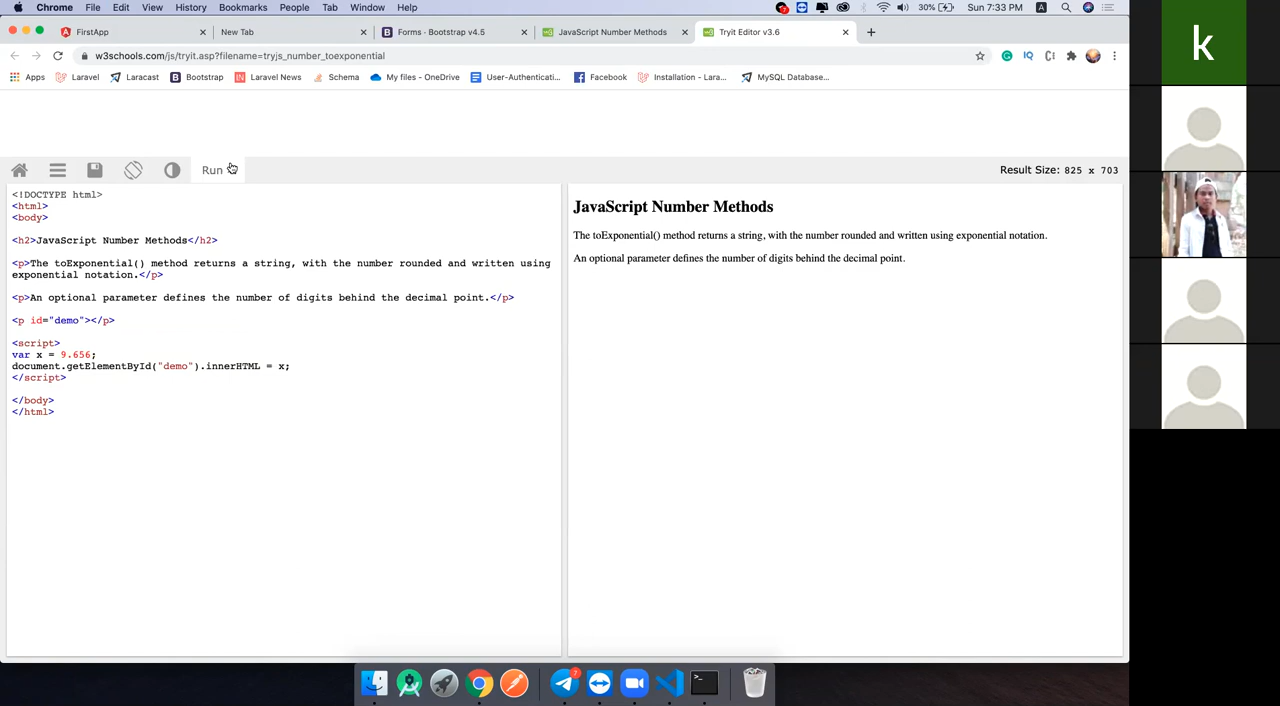 Chrome File Edit View History Bookmarks People Tab Window Help 30% Sun 7:33 PM
FirstApp New Tab Forms · Bootstrap v4.5 JavaScript Number Methods Tryit Editor v3.6
w3schools.com/js/tryit.asp?filename=tryjs_number_toexponential
Apps Laravel Laracast Bootstrap Laravel News Schema My files - OneDrive User-Authenticati... Facebook Installation - Lara... MySQL Database...
Run Result Size: 825 x 703
<!DOCTYPE html>
<html>
<body>
<h2>JavaScript Number Methods</h2>
<p>The toExponential() method returns a string, with the number rounded and written using
exponential notation.</p>
<p>An optional parameter defines the number of digits behind the decimal point.</p>
<p id="demo"></p>
<script>
var x = 9.656;
document.getElementById("demo").innerHTML = x;
</script>
</body>
</html>
JavaScript Number Methods
The toExponential() method returns a string, with the number rounded and written using exponential notation.
An optional parameter defines the number of digits behind the decimal point.
k